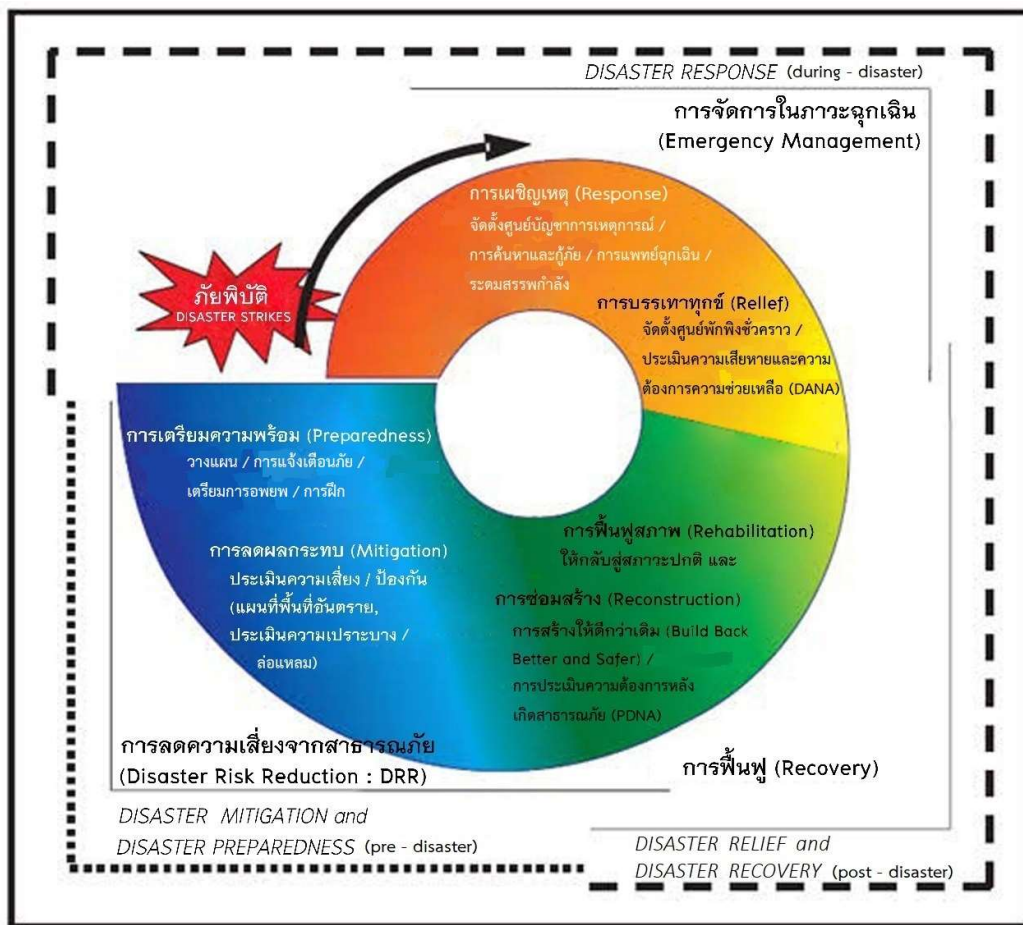 DISASTER RESPONSE (during - disaster)
การจัดการในภาวะฉุกเฉิน
(Emergency Management)
การเผชิญเหตุ (Response)
จัดตั้งศูนย์บัญชาการเหตุการณ์ /
การค้นหาและกู้ภัย / การแพทย์ฉุกเฉิน /
ระดมสรรพกำลัง
ภัยพิบัติ
DISASTER STRIKES
การบรรเทาทุกข์ (Rellef)
จัดตั้งศูนย์พักพิงชั่วคราว /
ประเมินความเสียหายและความ
ต้องการความช่วยเหลือ (DANA)
การเตรียมความพร้อม (Preparedness)
วางแผน / การแจ้งเตือนภัย /
เตรียมการอพยพ / การฝึก
การลดผลกระทบ (Mitigation)
ประเมินความเสี่ยง / ป้องกัน
(แผนที่พื้นที่อันตราย,
ประเมินความเปราะบาง /
ล่อแหลม)
การฟื้นฟูสภาพ (Rehabilitation)
ให้กลับสู่สภาวะปกติ และ
การซ่อมสร้าง (Reconstruction)
การสร้างให้ดีกว่าเดิม (Build Back
Better and Safer) /
การประเมินความต้องการหลัง
เกิดสาธารณภัย (PDNA)
การลดความเสี่ยงจากสาธารณภัย
(Disaster Risk Reduction : DRR)
การฟื้นฟู (Recovery)
DISASTER MITIGATION and
DISASTER PREPAREDNESS (pre - disaster)
DISASTER RELIEF and
DISASTER RECOVERY (post - disaster)